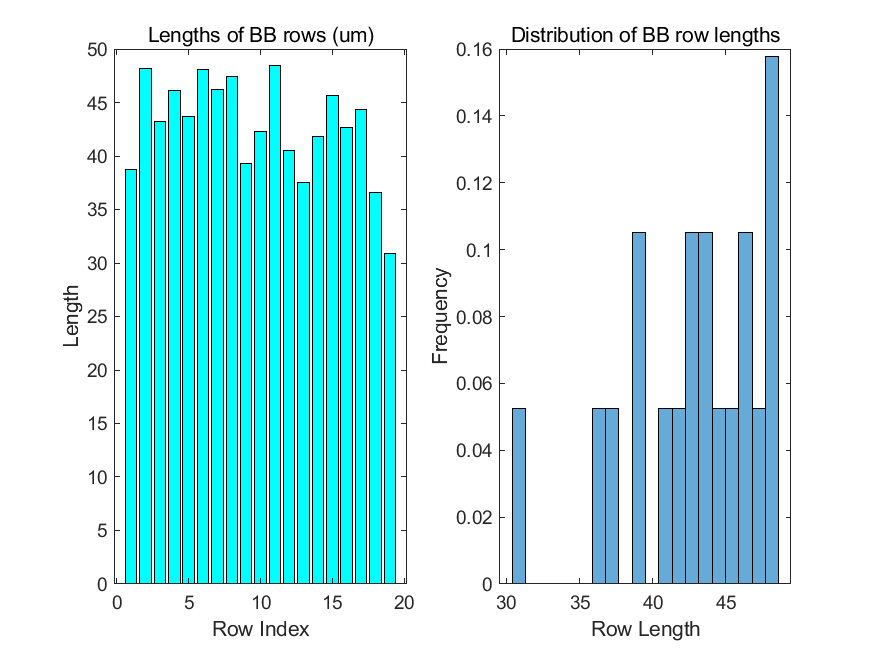 Lengths of BB rows (um)
50
45
40
35
30
25
20
15
10
5
0
Length
0 5 10 15 20
Row Index
Distribution of BB row lengths
0.16
0.14
0.12
0.1
0.08
0.06
0.04
0.02
0
Frequency
30 35 40 45
Row Length